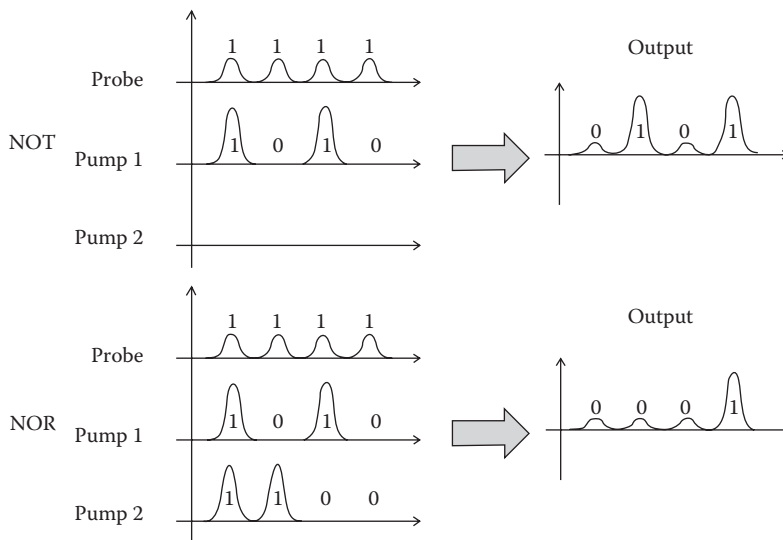 1 1 1 1
Output
Probe
0 1 0 1
NOT
Pump 1
1 0 1 0
Pump 2
1 1 1 1
Output
Probe
0 0 0 1
NOR
Pump 1
1 0 1 0
Pump 2
1 1 0 0